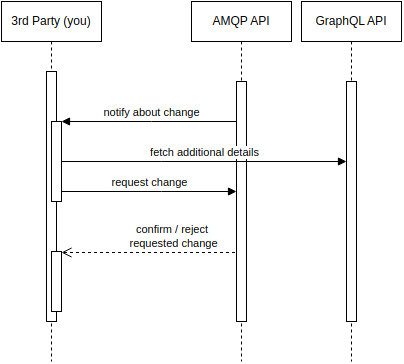 3rd Party (you)
AMQP API
GraphQL API
notify about change
fetch additional details
request change
confirm / reject
requested change